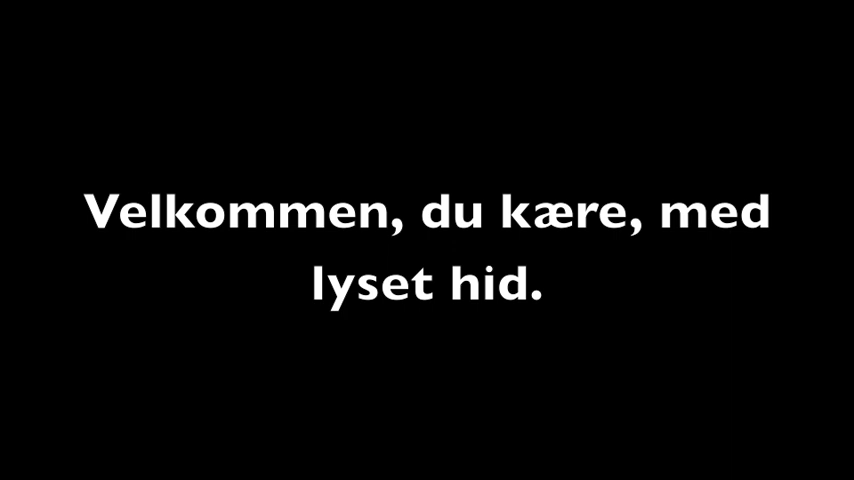 Velkommen, du kære, med
lyset hid.